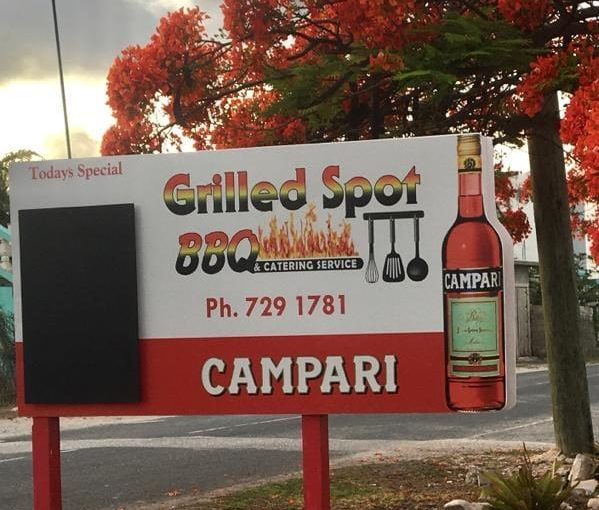 Todays Special
Grilled Spot
BBQ
& CATERING SERVICE
Ph. 729 1781
CAMPARI
CAMPARI